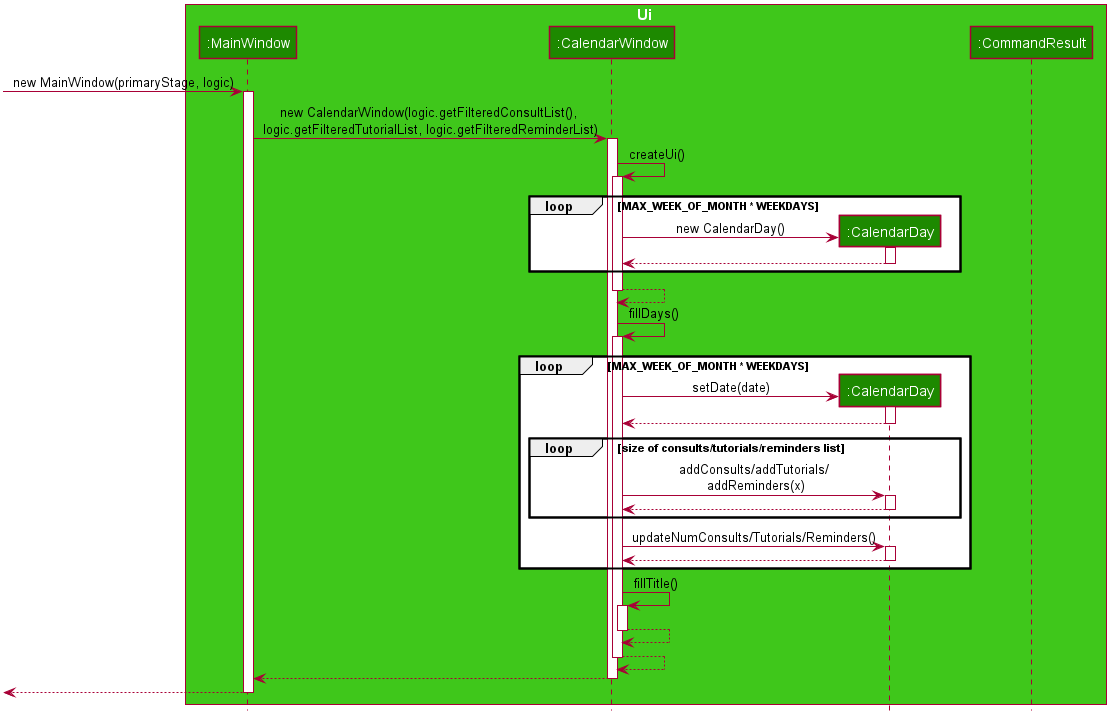 Ui
:MainWindow
:CalendarWindow
:CommandResult
new MainWindow(primaryStage, logic)
new CalendarWindow(logic.getFilteredConsultList(),
logic.getFilteredTutorialList, logic.getFilteredReminderList)
createUi()
loop
[MAX_WEEK_OF_MONTH * WEEKDAYS]
new CalendarDay()
:CalendarDay
fillDays()
loop
[MAX_WEEK_OF_MONTH * WEEKDAYS]
setDate(date)
:CalendarDay
loop
[size of consults/tutorials/reminders list]
addConsults/addTutorials/
addReminders(x)
updateNumConsults/Tutorials/Reminders()
fillTitle()